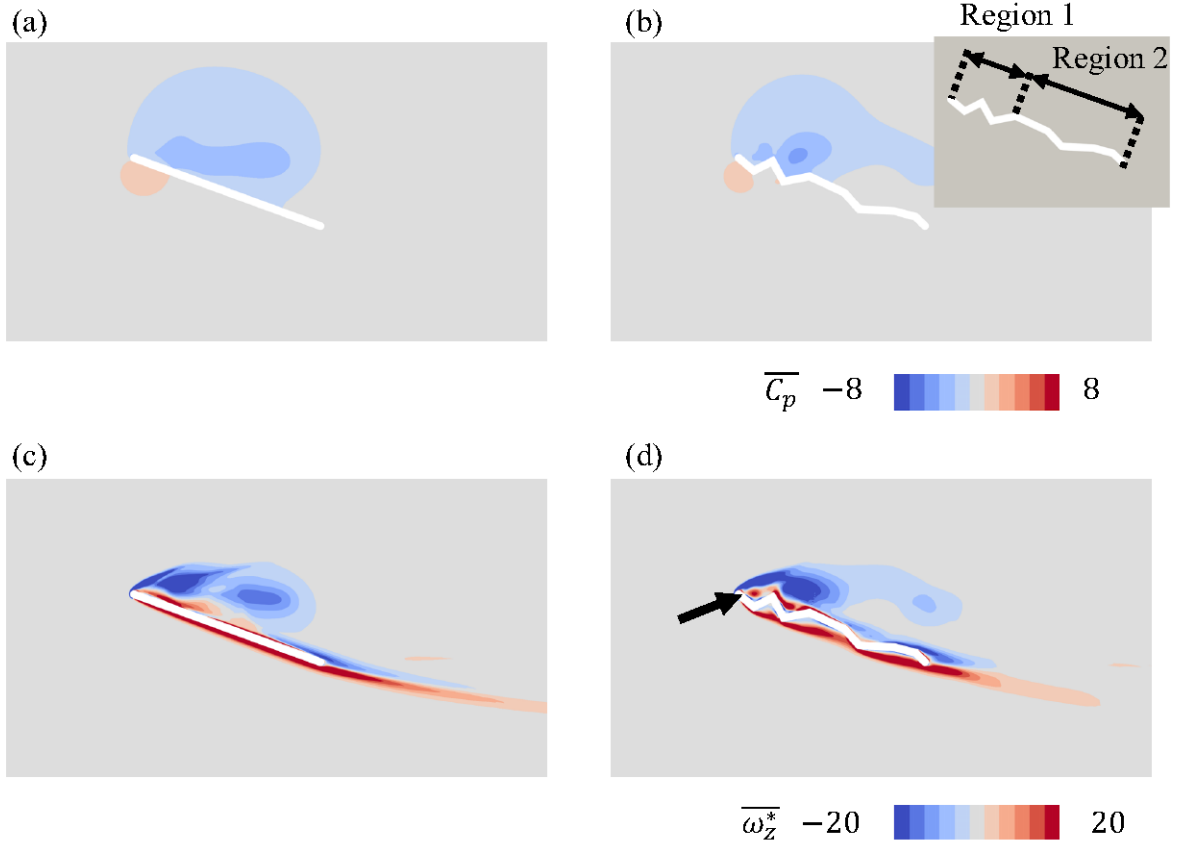 (a)
(b)
Region 1
Region 2
$\overline{C_p}$ −8 8
(c)
(d)
$\overline{\omega_z^*}$ −20 20